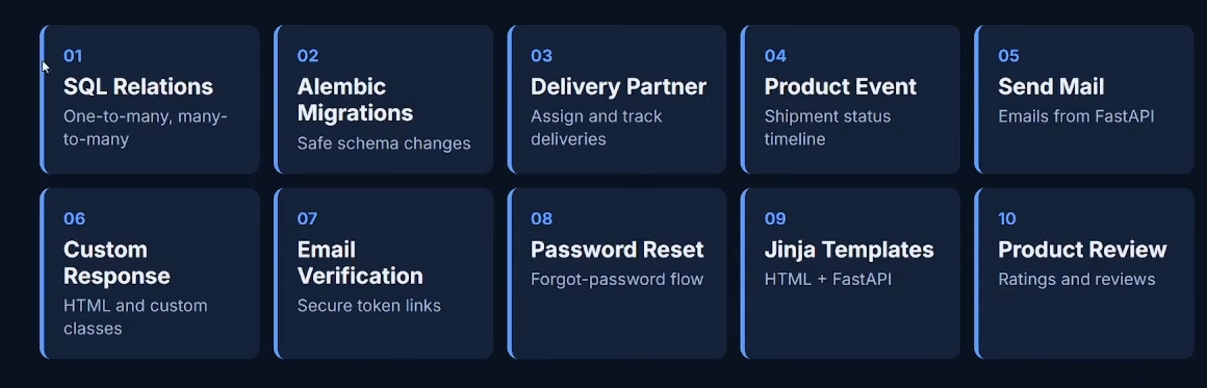 01
SQL Relations
One-to-many, many-
to-many
02
Alembic
Migrations
Safe schema changes
03
Delivery Partner
Assign and track
deliveries
04
Product Event
Shipment status
timeline
05
Send Mail
Emails from FastAPI
06
Custom
Response
HTML and custom
classes
07
Email
Verification
Secure token links
08
Password Reset
Forgot-password flow
09
Jinja Templates
HTML + FastAPI
10
Product Review
Ratings and reviews